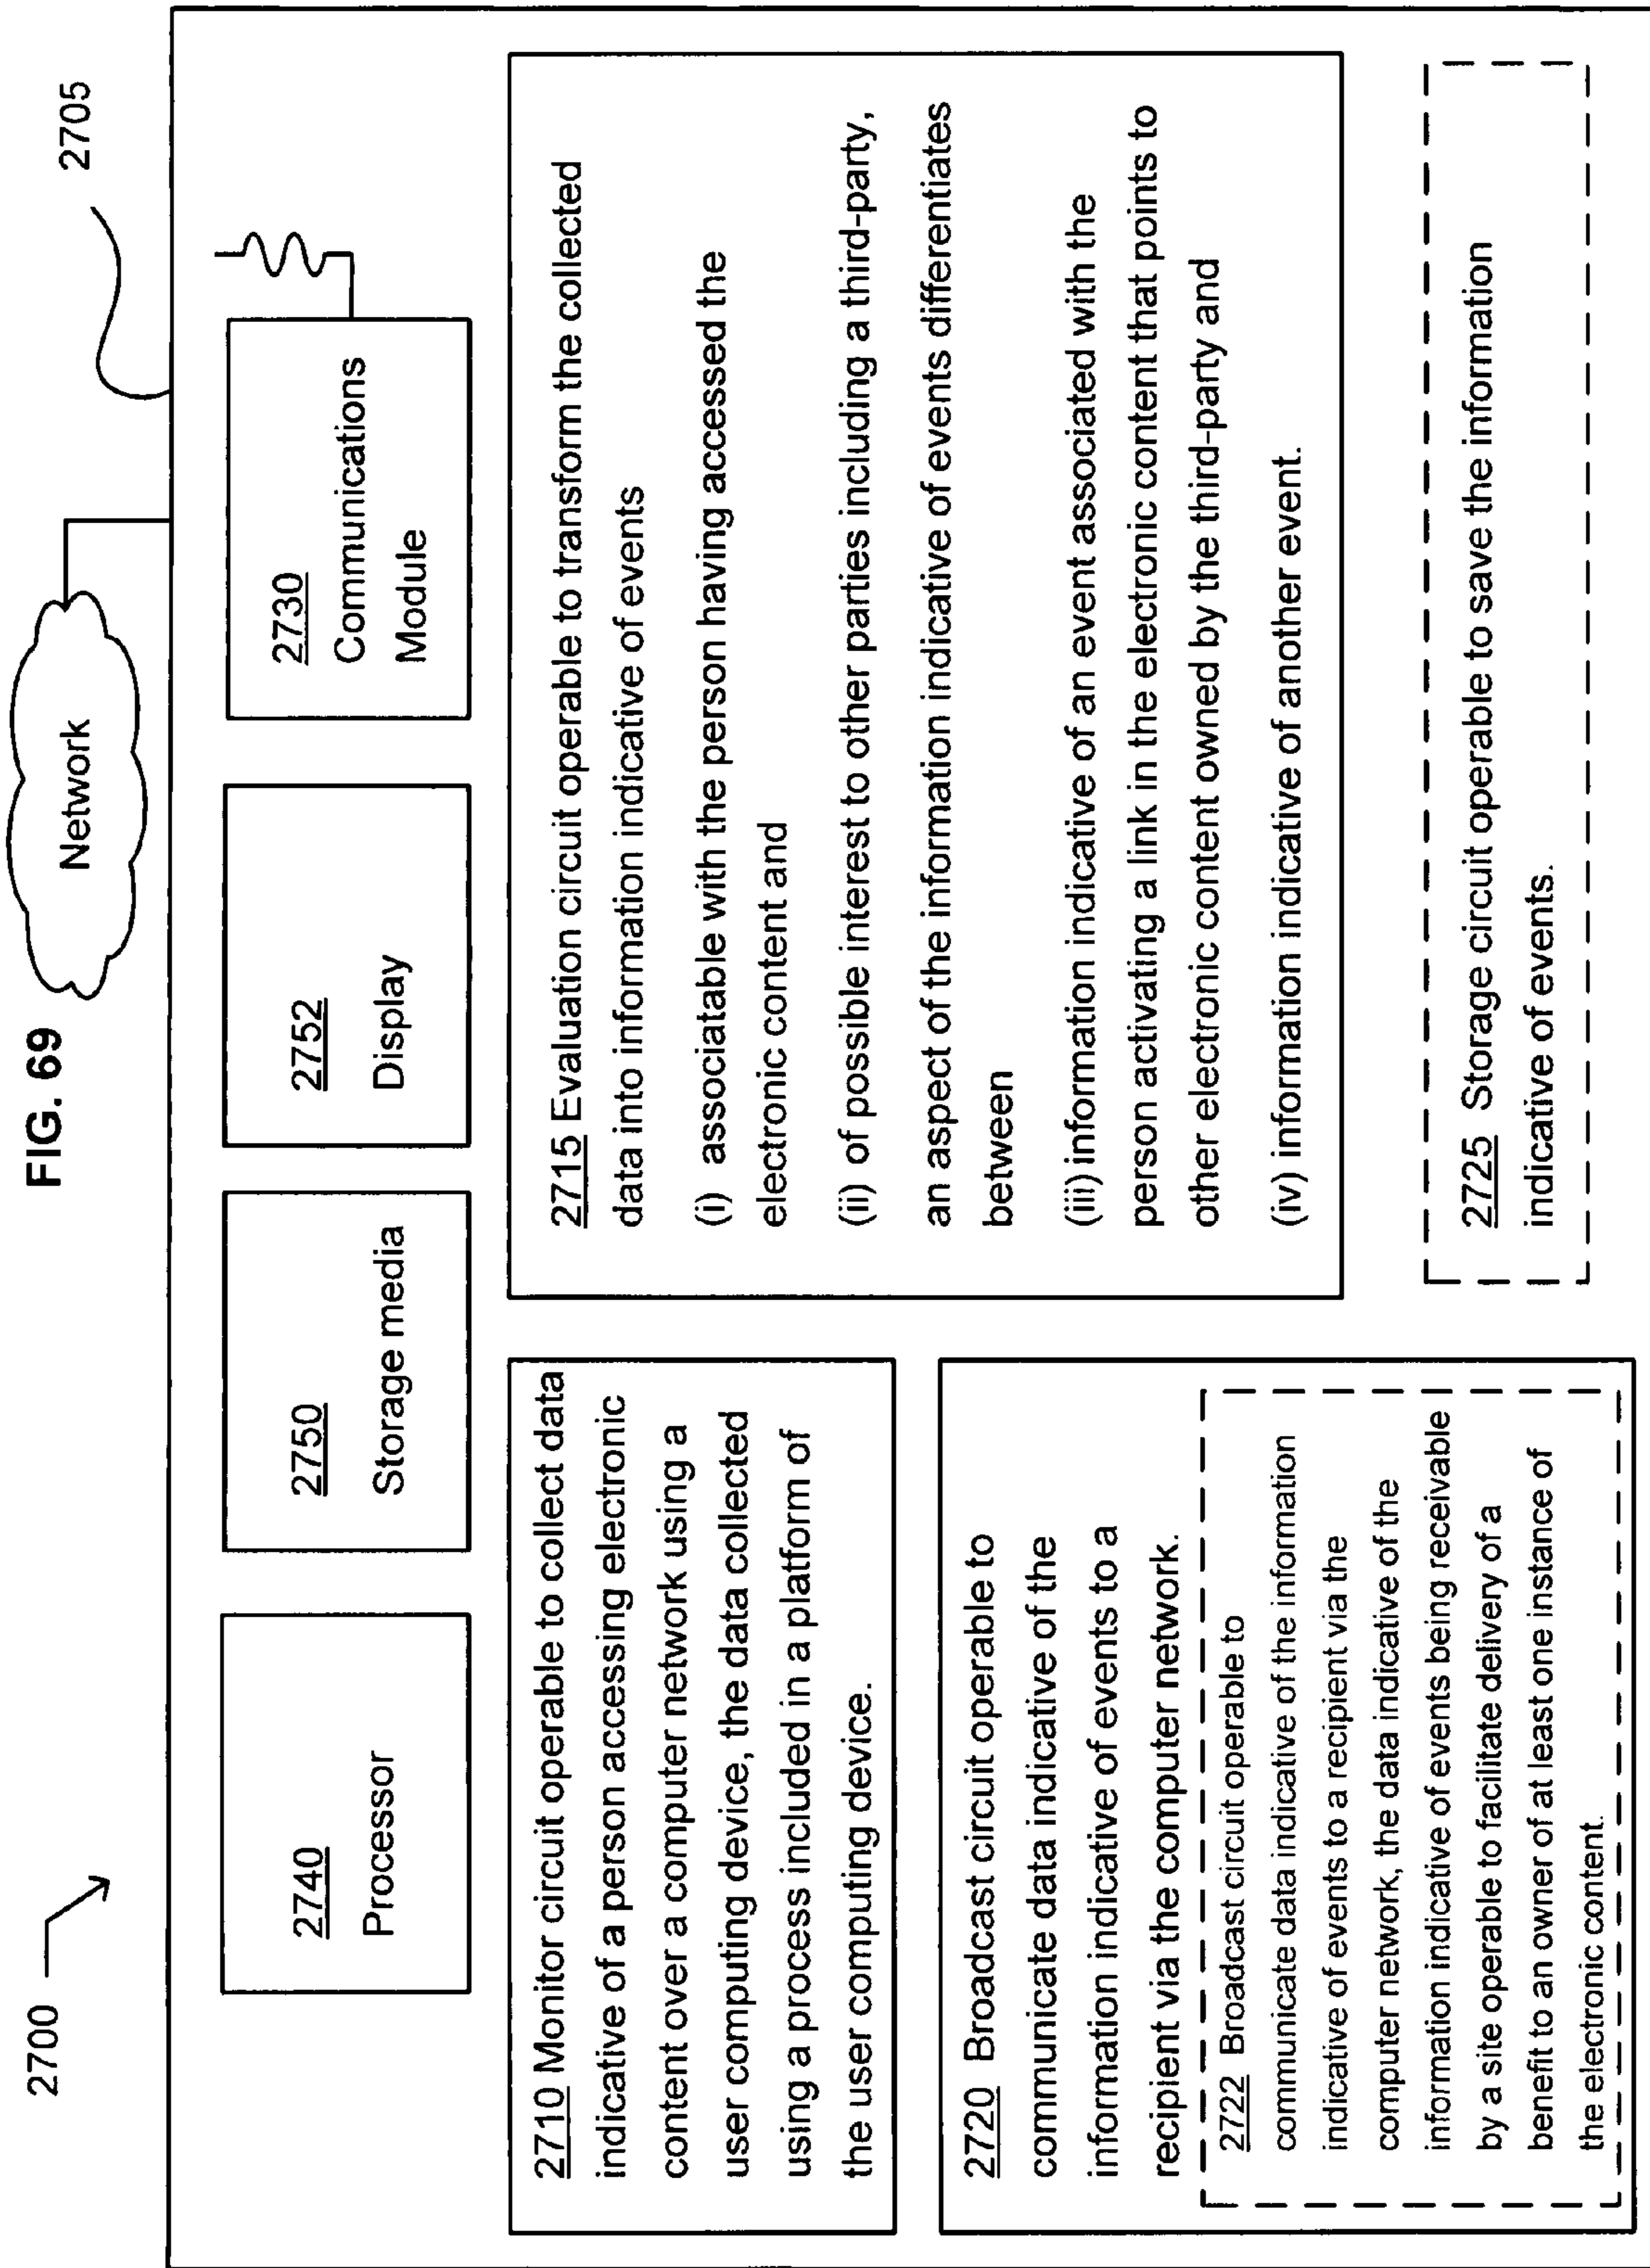 FIG. 69
2700
Network
2705
2740
Processor
2750
Storage media
2752
Display
2730
Communications
Module
2710 Monitor circuit operable to collect data
indicative of a person accessing electronic
content over a computer network using a
user computing device, the data collected
using a process included in a platform of
the user computing device.
2720 Broadcast circuit operable to
communicate data indicative of the
information indicative of events to a
recipient via the computer network.
2722 Broadcast circuit operable to
communicate data indicative of the information
indicative of events to a recipient via the
computer network, the data indicative of the
information indicative of events being receivable
by a site operable to facilitate delivery of a
benefit to an owner of at least one instance of
the electronic content.
2715 Evaluation circuit operable to transform the collected
data into information indicative of events
(i) associatable with the person having accessed the
electronic content and
(ii) of possible interest to other parties including a third-party,
an aspect of the information indicative of events differentiates
between
(iii) information indicative of an event associated with the
person activating a link in the electronic content that points to
other electronic content owned by the third-party and
(iv) information indicative of another event.
2725 Storage circuit operable to save the information
indicative of events.